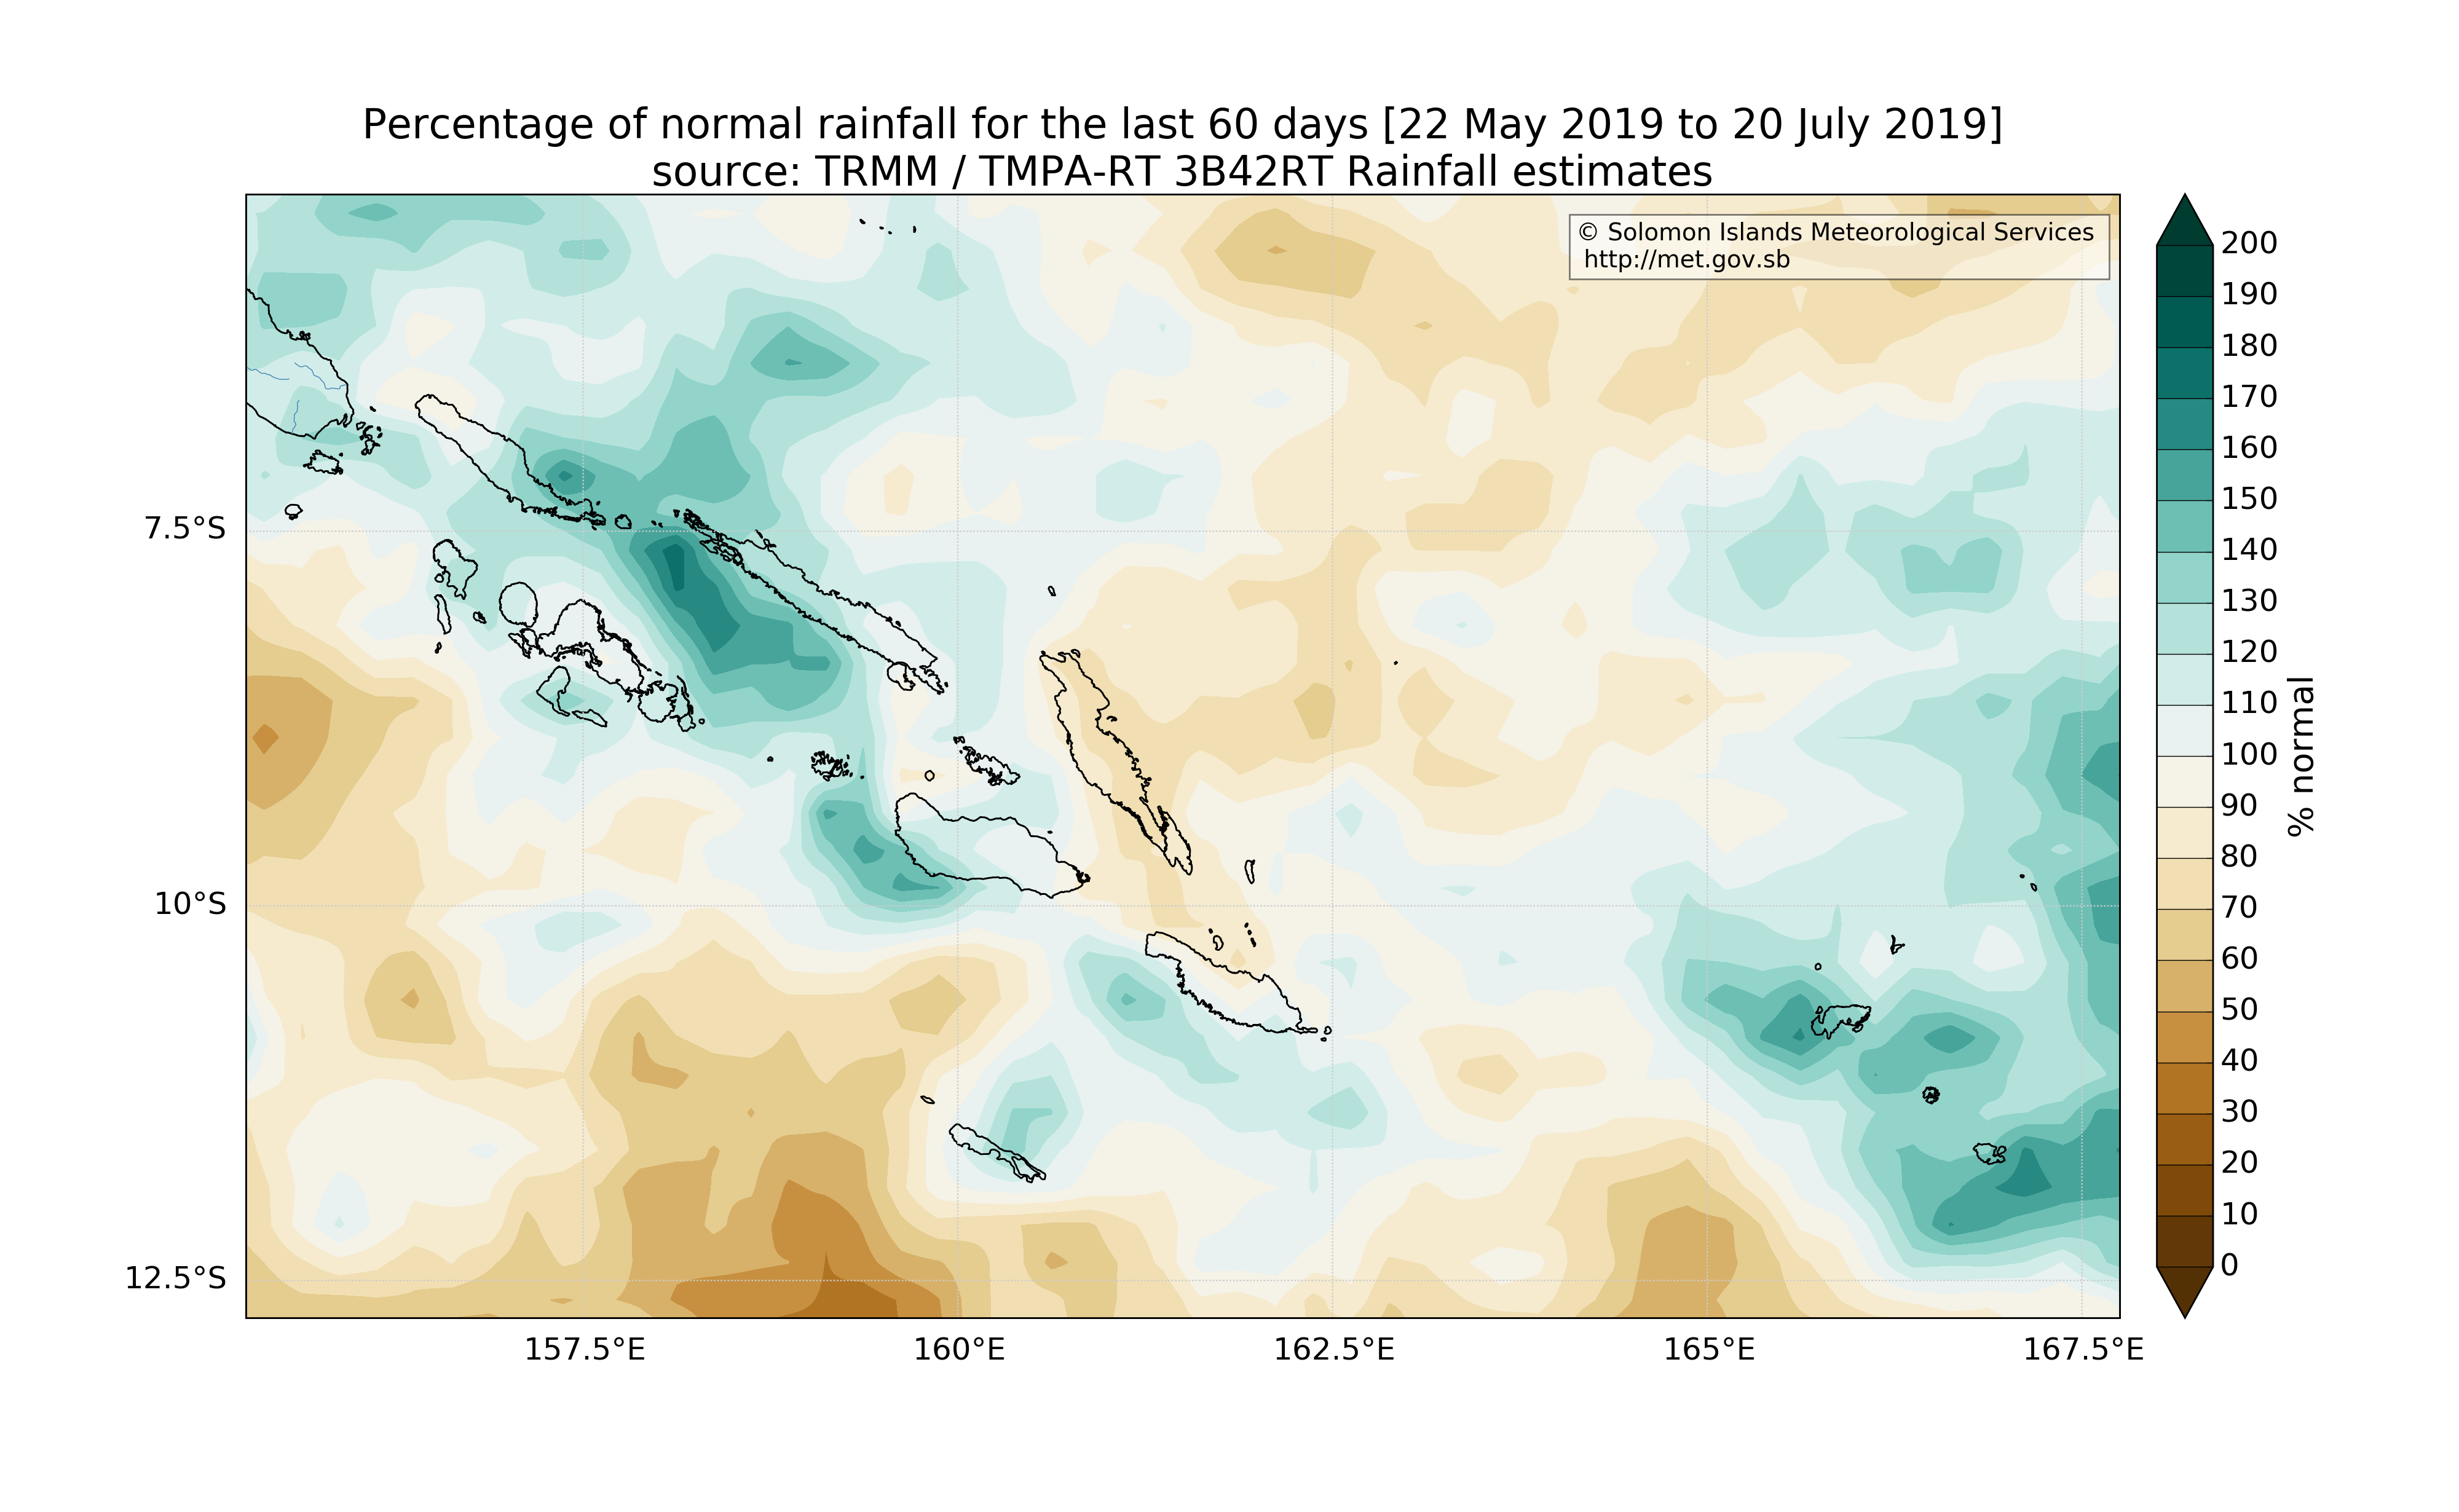 Percentage of normal rainfall for the last 60 days [22 May 2019 to 20 July 2019]
source: TRMM / TMPA-RT 3B42RT Rainfall estimates
© Solomon Islands Meteorological Services
http://met.gov.sb
7.5°S
10°S
12.5°S
157.5°E
160°E
162.5°E
165°E
167.5°E
200
190
180
170
160
150
140
130
120
110
100
90
80
70
60
50
40
30
20
10
0
% normal